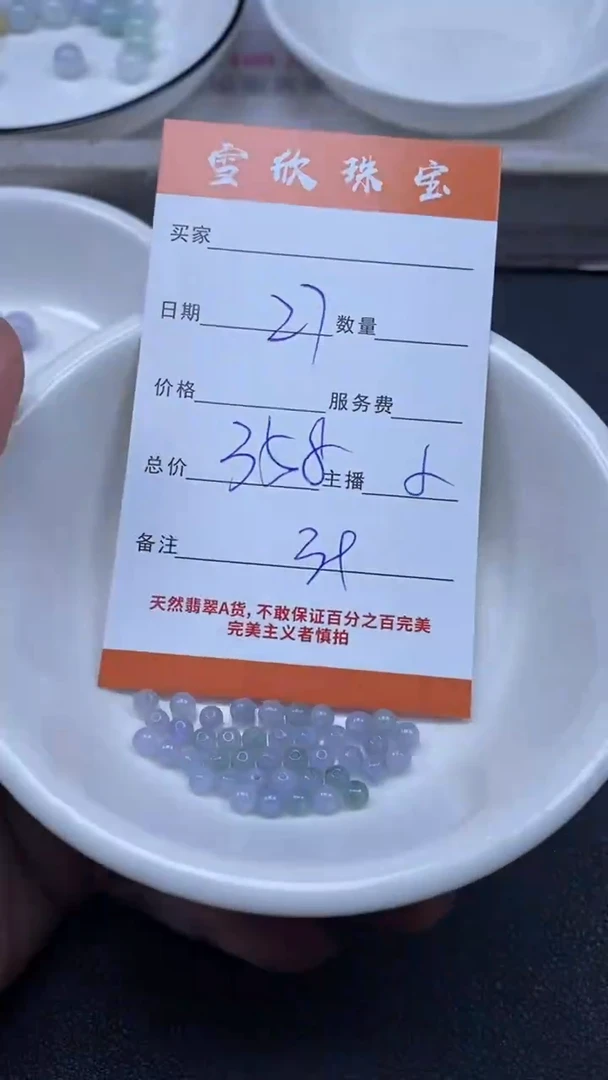 雪欣珠宝
买家
日期 27 数量
价格 服务费
总价 358 主播
备注
天然翡翠A货，不敢保证百分之百完美
完美主义者慎拍